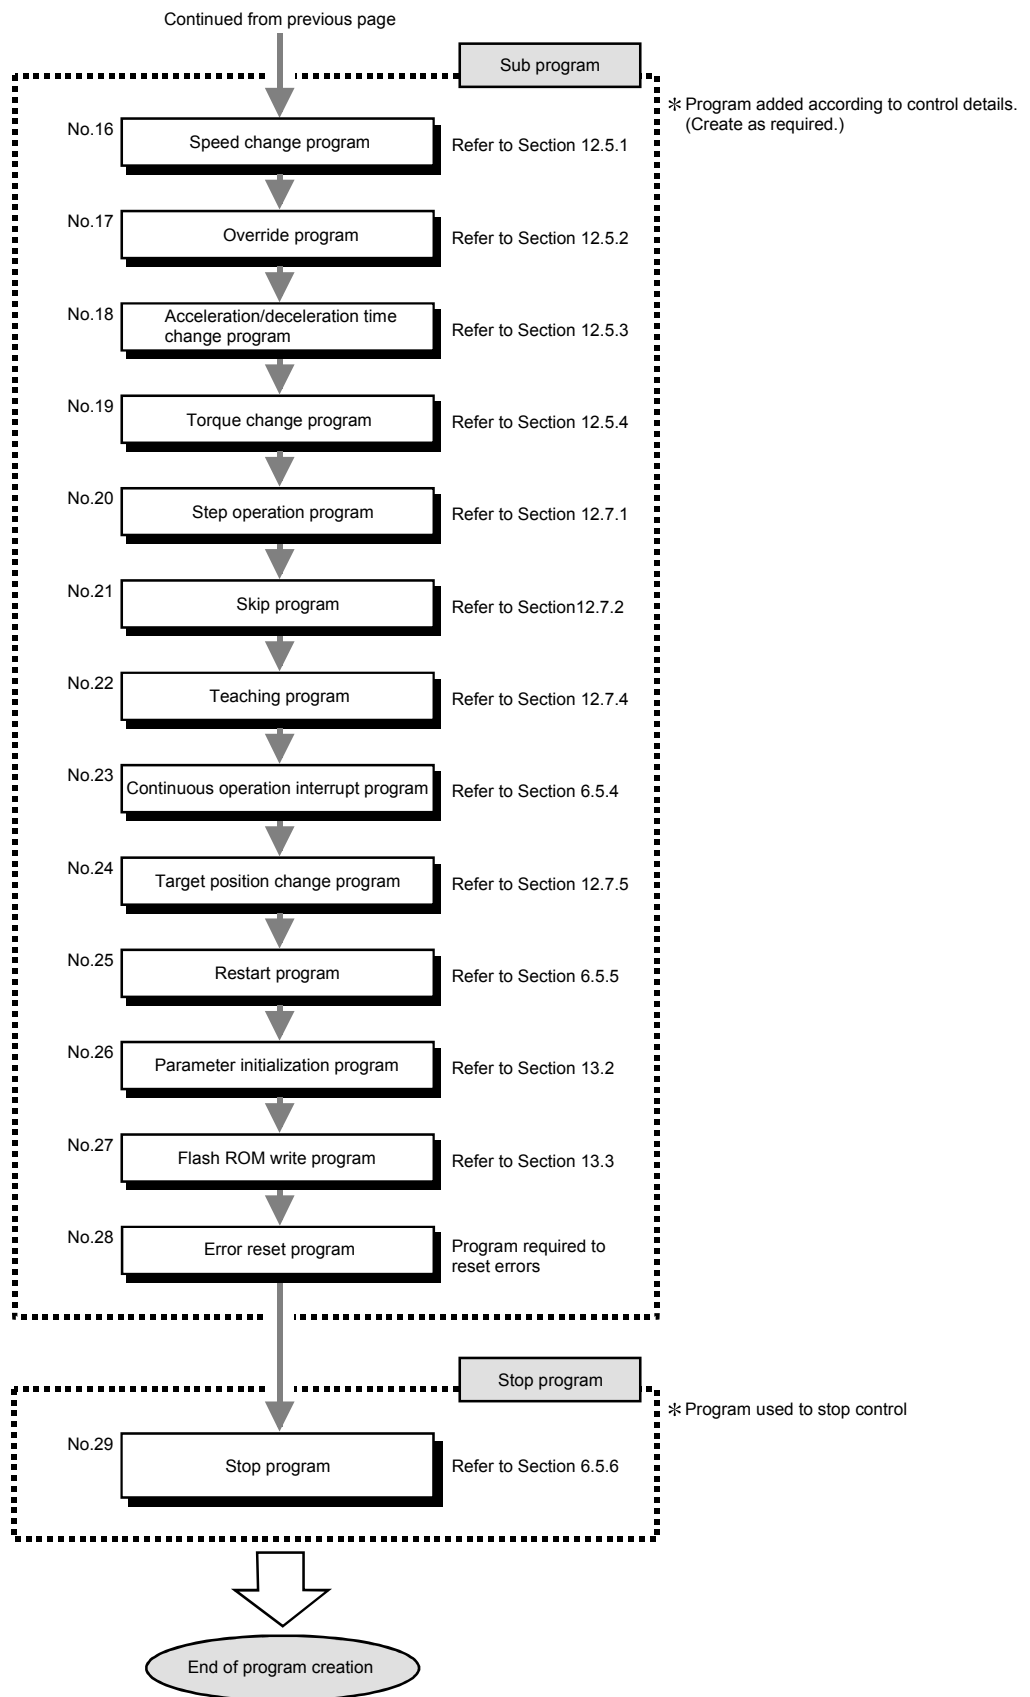 Continued from previous page
Sub program
✽ Program added according to control details.
(Create as required.)
No.16
Speed change program
Refer to Section 12.5.1
No.17
Override program
Refer to Section 12.5.2
No.18
Acceleration/deceleration time
change program
Refer to Section 12.5.3
No.19
Torque change program
Refer to Section 12.5.4
No.20
Step operation program
Refer to Section 12.7.1
No.21
Skip program
Refer to Section12.7.2
No.22
Teaching program
Refer to Section 12.7.4
No.23
Continuous operation interrupt program
Refer to Section 6.5.4
No.24
Target position change program
Refer to Section 12.7.5
No.25
Restart program
Refer to Section 6.5.5
No.26
Parameter initialization program
Refer to Section 13.2
No.27
Flash ROM write program
Refer to Section 13.3
No.28
Error reset program
Program required to
reset errors
Stop program
✽ Program used to stop control
No.29
Stop program
Refer to Section 6.5.6
End of program creation